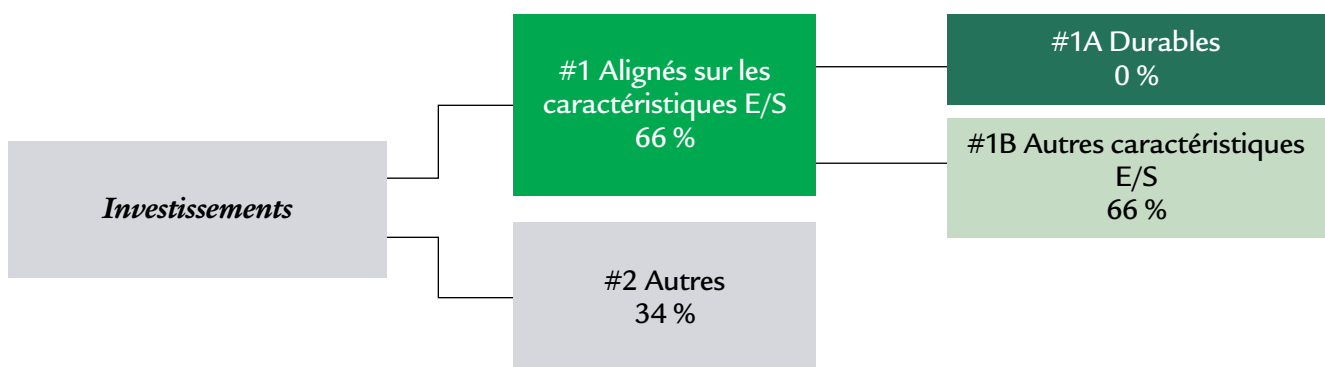 Investissements
#1 Alignés sur les
caractéristiques E/S
66 %
#2 Autres
34 %
#1A Durables
0 %
#1B Autres caractéristiques
E/S
66 %